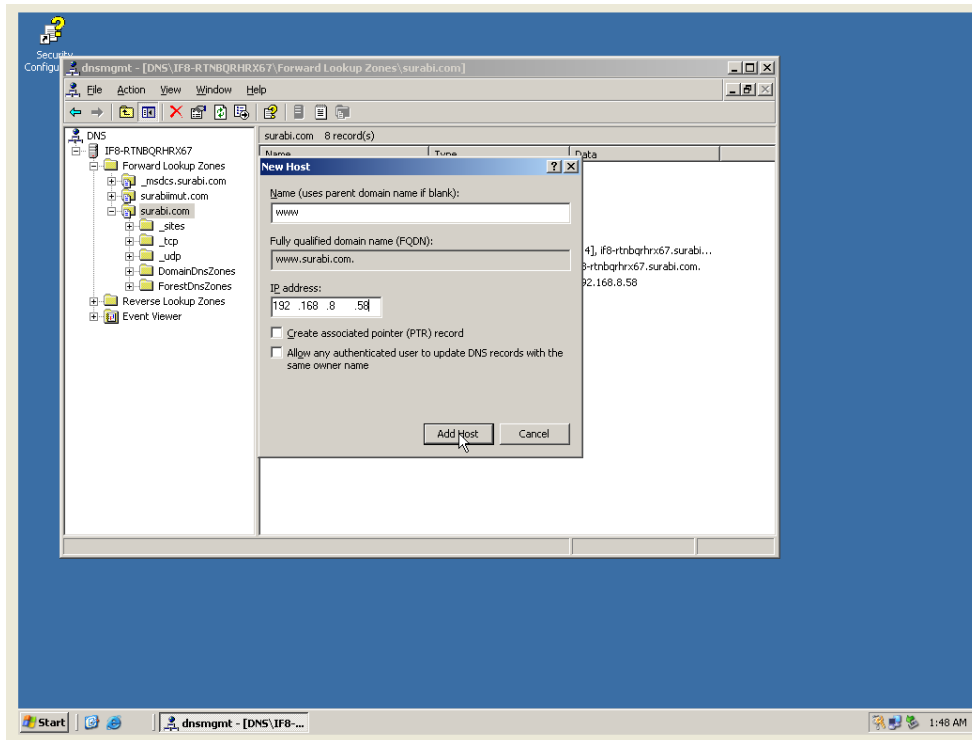 Security
Configu
dnsmgmt - [DNS\IF8-RTNBQRHRX67\Forward Lookup Zones\surabi.com]
File Action View Window Help
DNS
IF8-RTNBQRHRX67
Forward Lookup Zones
_msdcs.surabi.com
surabiimut.com
surabi.com
_sites
_tcp
_udp
DomainDnsZones
ForestDnsZones
Reverse Lookup Zones
Event Viewer
surabi.com 8 record(s)
Name Type Data
4], if8-rtnbqrhrx67.surabi...
8-rtnbqrhrx67.surabi.com.
92.168.8.58
New Host
Name (uses parent domain name if blank):
www
Fully qualified domain name (FQDN):
www.surabi.com.
IP address:
192 .168 .8 .58
Create associated pointer (PTR) record
Allow any authenticated user to update DNS records with the
same owner name
Add Host Cancel
Start dnsmgmt - [DNS\IF8-... 1:48 AM